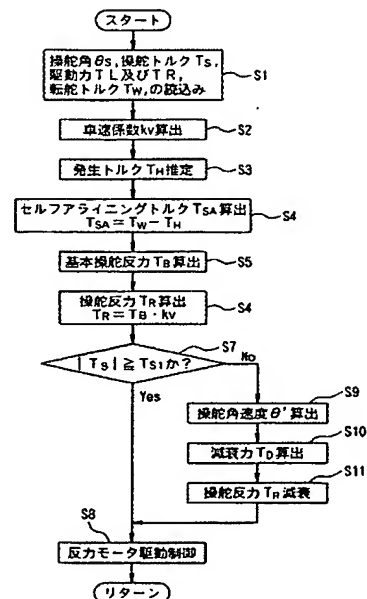 スタート
操舵角θs, 操舵トルクTs,
駆動力TL及びTR,
転舵トルクTw, の読込み
S1
車速係数kv算出
S2
発生トルクTH推定
S3
セルフアライニングトルクTSA算出
TSA=Tw-TH
S4
基本操舵反力TB算出
S5
操舵反力TR算出
TR=TB・kv
S4
S7
|Ts|≧TS1か?
No
Yes
S9
操舵角速度θ'算出
S10
減衰力TD算出
S11
操舵反力TR減衰
S8
反力モータ駆動制御
リターン